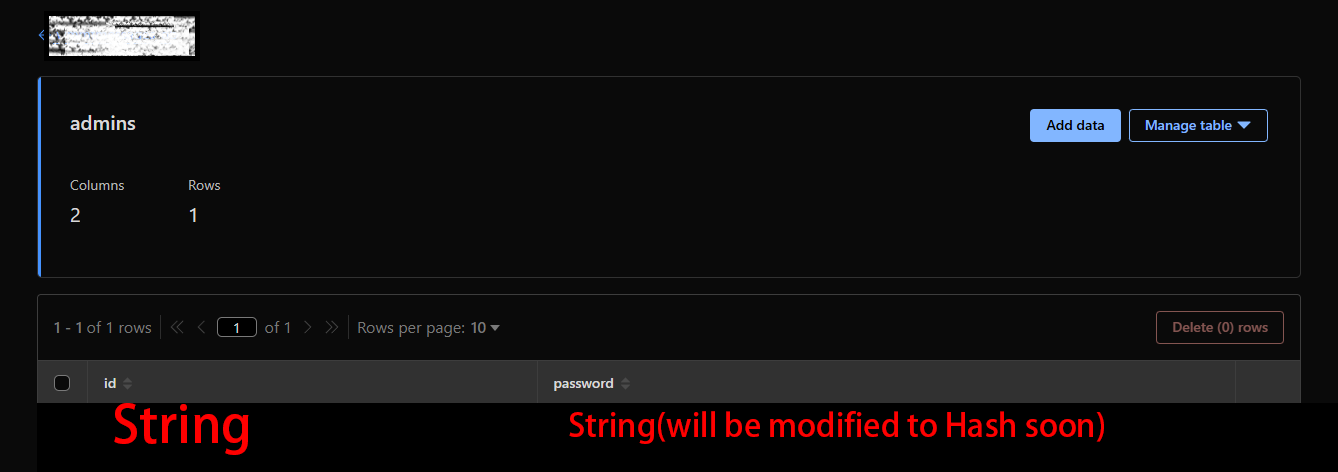 admins
Add data
Manage table
Columns
Rows
2
1
1 - 1 of 1 rows
1
of 1
Rows per page: 10
Delete (0) rows
id
password
String
String(will be modified to Hash soon)